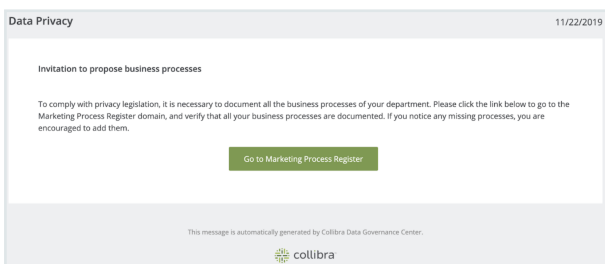 Data Privacy
11/22/2019
Invitation to propose business processes
To comply with privacy legislation, it is necessary to document all the business processes of your department. Please click the link below to go to the
Marketing Process Register domain, and verify that all your business processes are documented. If you notice any missing processes, you are
encouraged to add them.
Go to Marketing Process Register
This message is automatically generated by Collibra Data Governance Center.
collibra